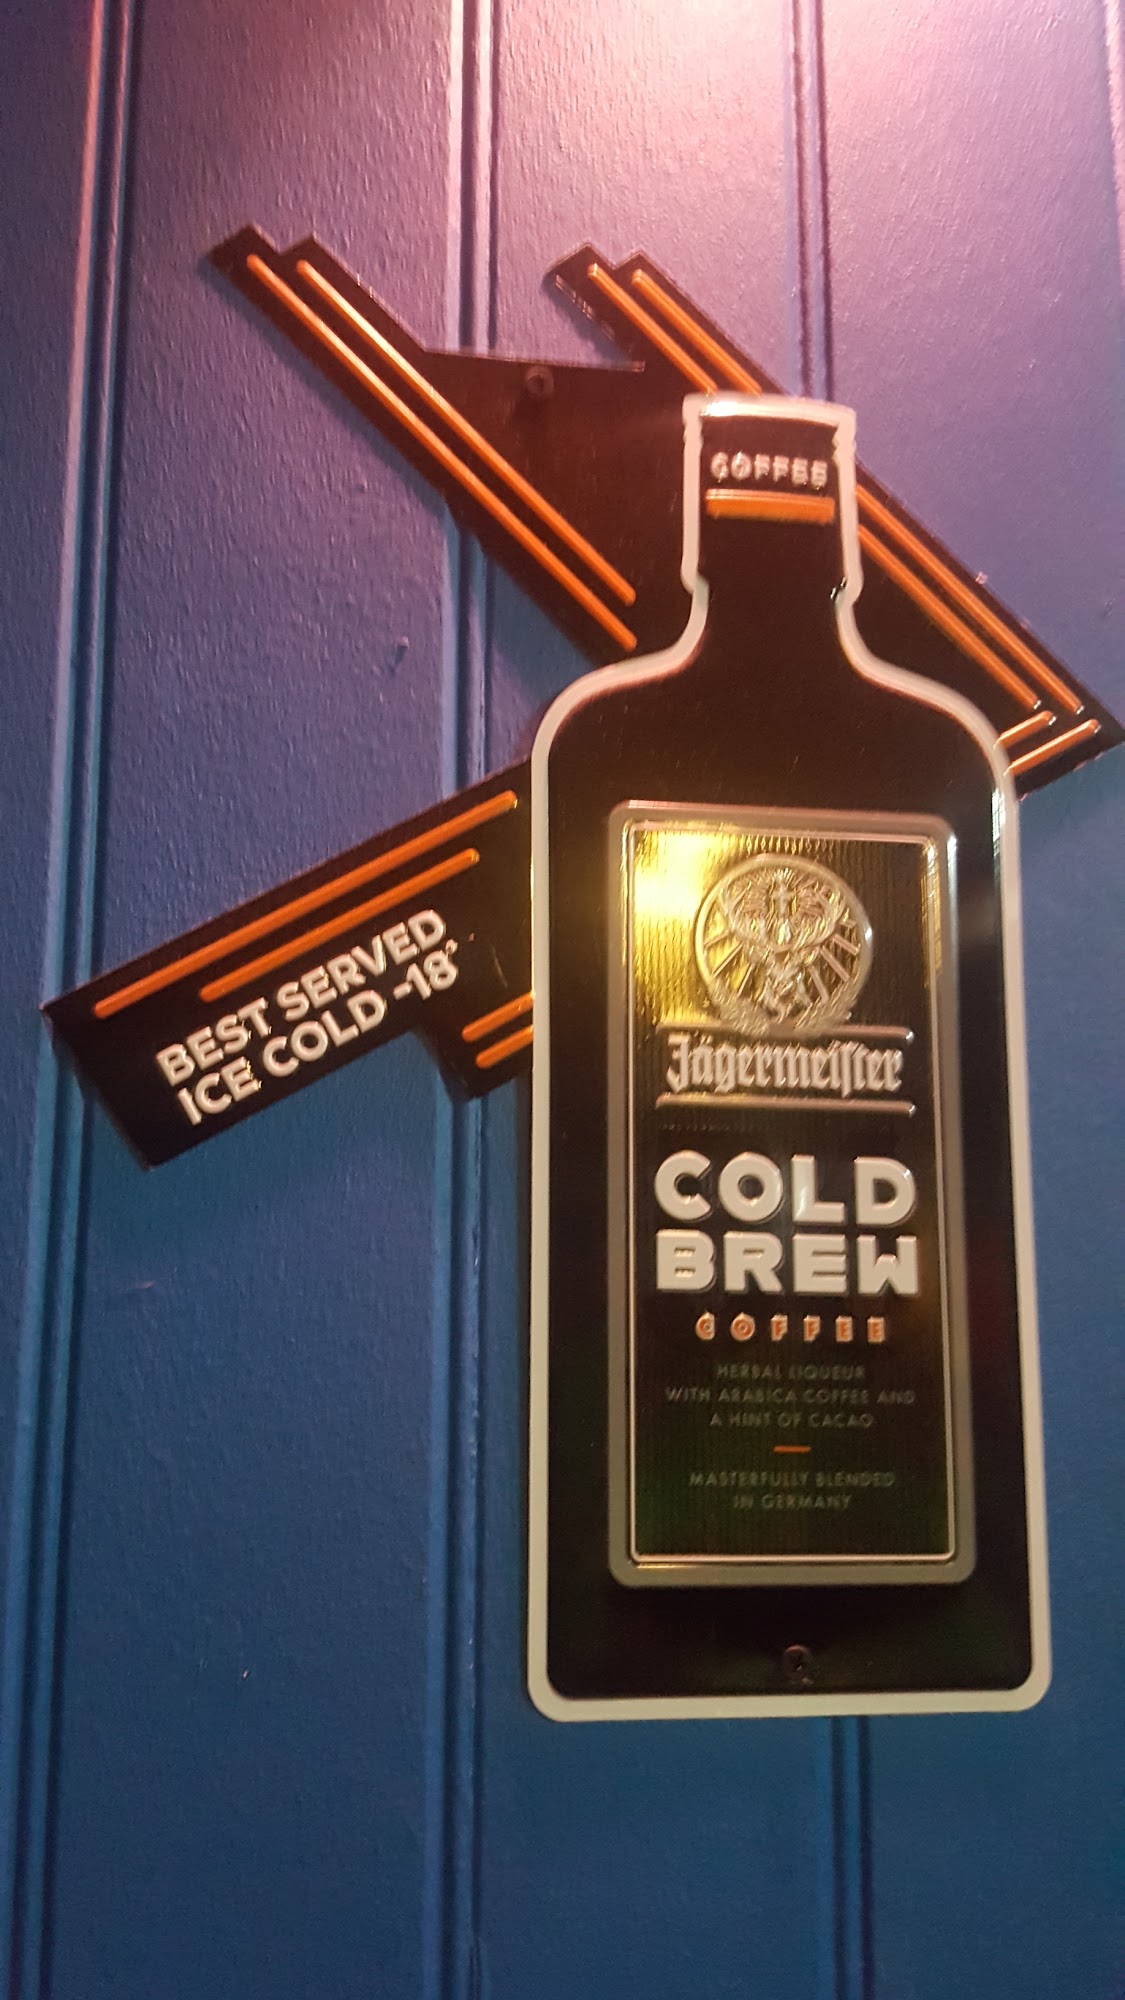 COFFEE
BEST SERVED
ICE COLD -18°
Jägermeiſter
COLD
BREW
COFFEE
HERBAL LIQUEUR
WITH ARABICA COFFEE AND
A HINT OF CACAO
MASTERFULLY BLENDED
IN GERMANY